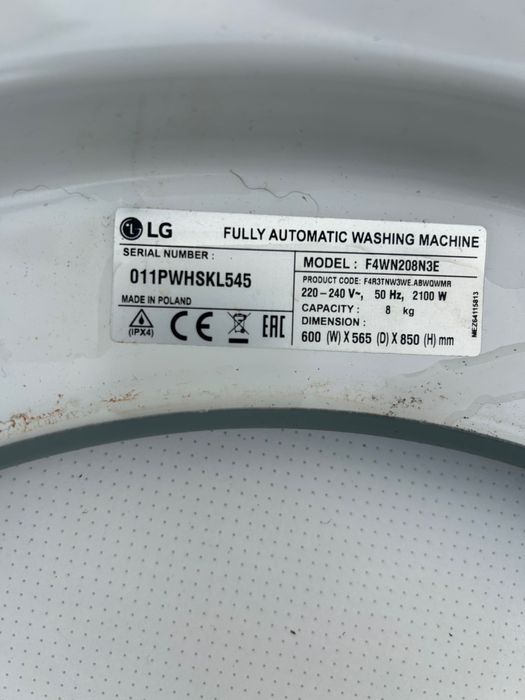 LG FULLY AUTOMATIC WASHING MACHINE
SERIAL NUMBER :
011PWHSKL545
MADE IN POLAND
(IPX4)
CE
EAC
MODEL : F4WN208N3E
PRODUCT CODE: F4R3TNW3WE.ABWQWMR
220-240 V~, 50 Hz, 2100 W
CAPACITY : 8 kg
DIMENSION :
600 (W) X 565 (D) X 850 (H) mm
MEZ64115813